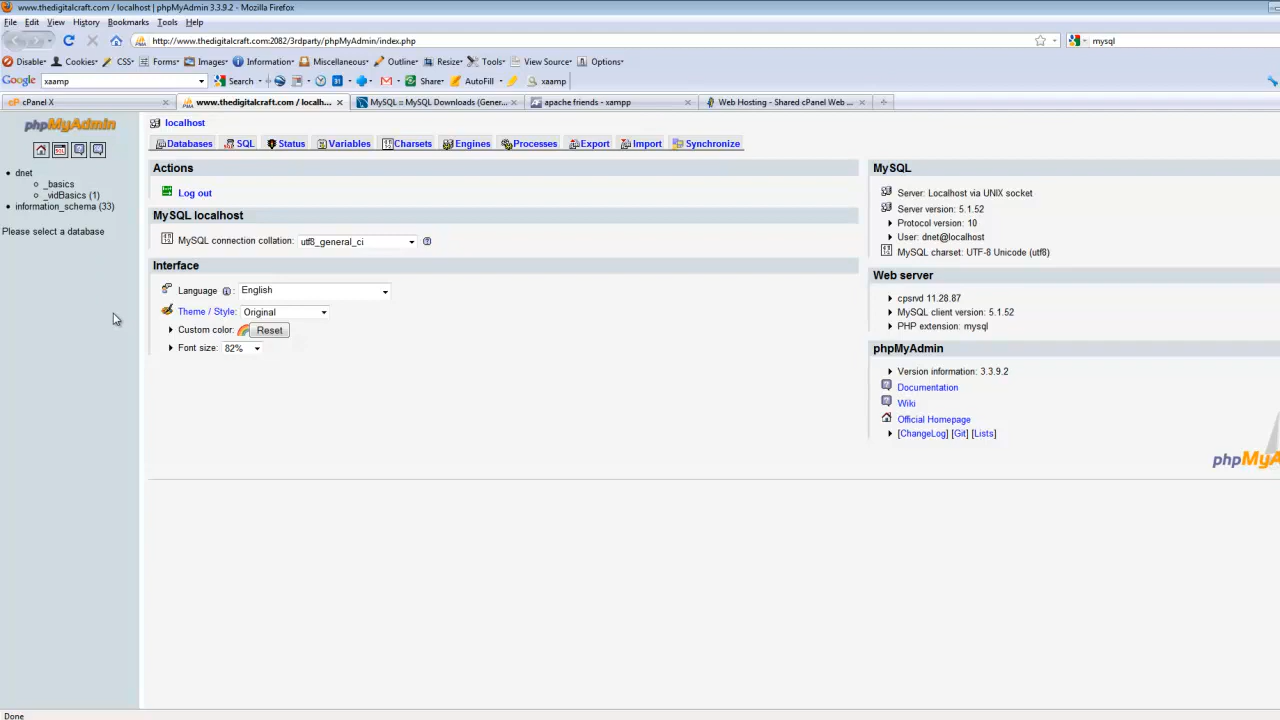 www.thedigitalcraft.com / localhost | phpMyAdmin 3.3.9.2 - Mozilla Firefox
File Edit View History Bookmarks Tools Help
http://www.thedigitalcraft.com:2082/3rdparty/phpMyAdmin/index.php mysql
Disable Cookies CSS Forms Images Information Miscellaneous Outline Resize Tools View Source Options
Google xaamp Search Share AutoFill xaamp
cPanel X www.thedigitalcraft.com / localh... MySQL :: MySQL Downloads (Gener... apache friends - xampp Web Hosting - Shared cPanel Web ...
phpMyAdmin
dnet
_basics
_vidBasics (1)
information_schema (33)
Please select a database
localhost
Databases SQL Status Variables Charsets Engines Processes Export Import Synchronize
Actions
Log out
MySQL localhost
MySQL connection collation: utf8_general_ci
Interface
Language : English
Theme / Style: Original
Custom color: Reset
Font size: 82%
MySQL
Server: Localhost via UNIX socket
Server version: 5.1.52
Protocol version: 10
User: dnet@localhost
MySQL charset: UTF-8 Unicode (utf8)
Web server
cpsrvd 11.28.87
MySQL client version: 5.1.52
PHP extension: mysql
phpMyAdmin
Version information: 3.3.9.2
Documentation
Wiki
Official Homepage
[ChangeLog] [Git] [Lists]
phpMyA
Done